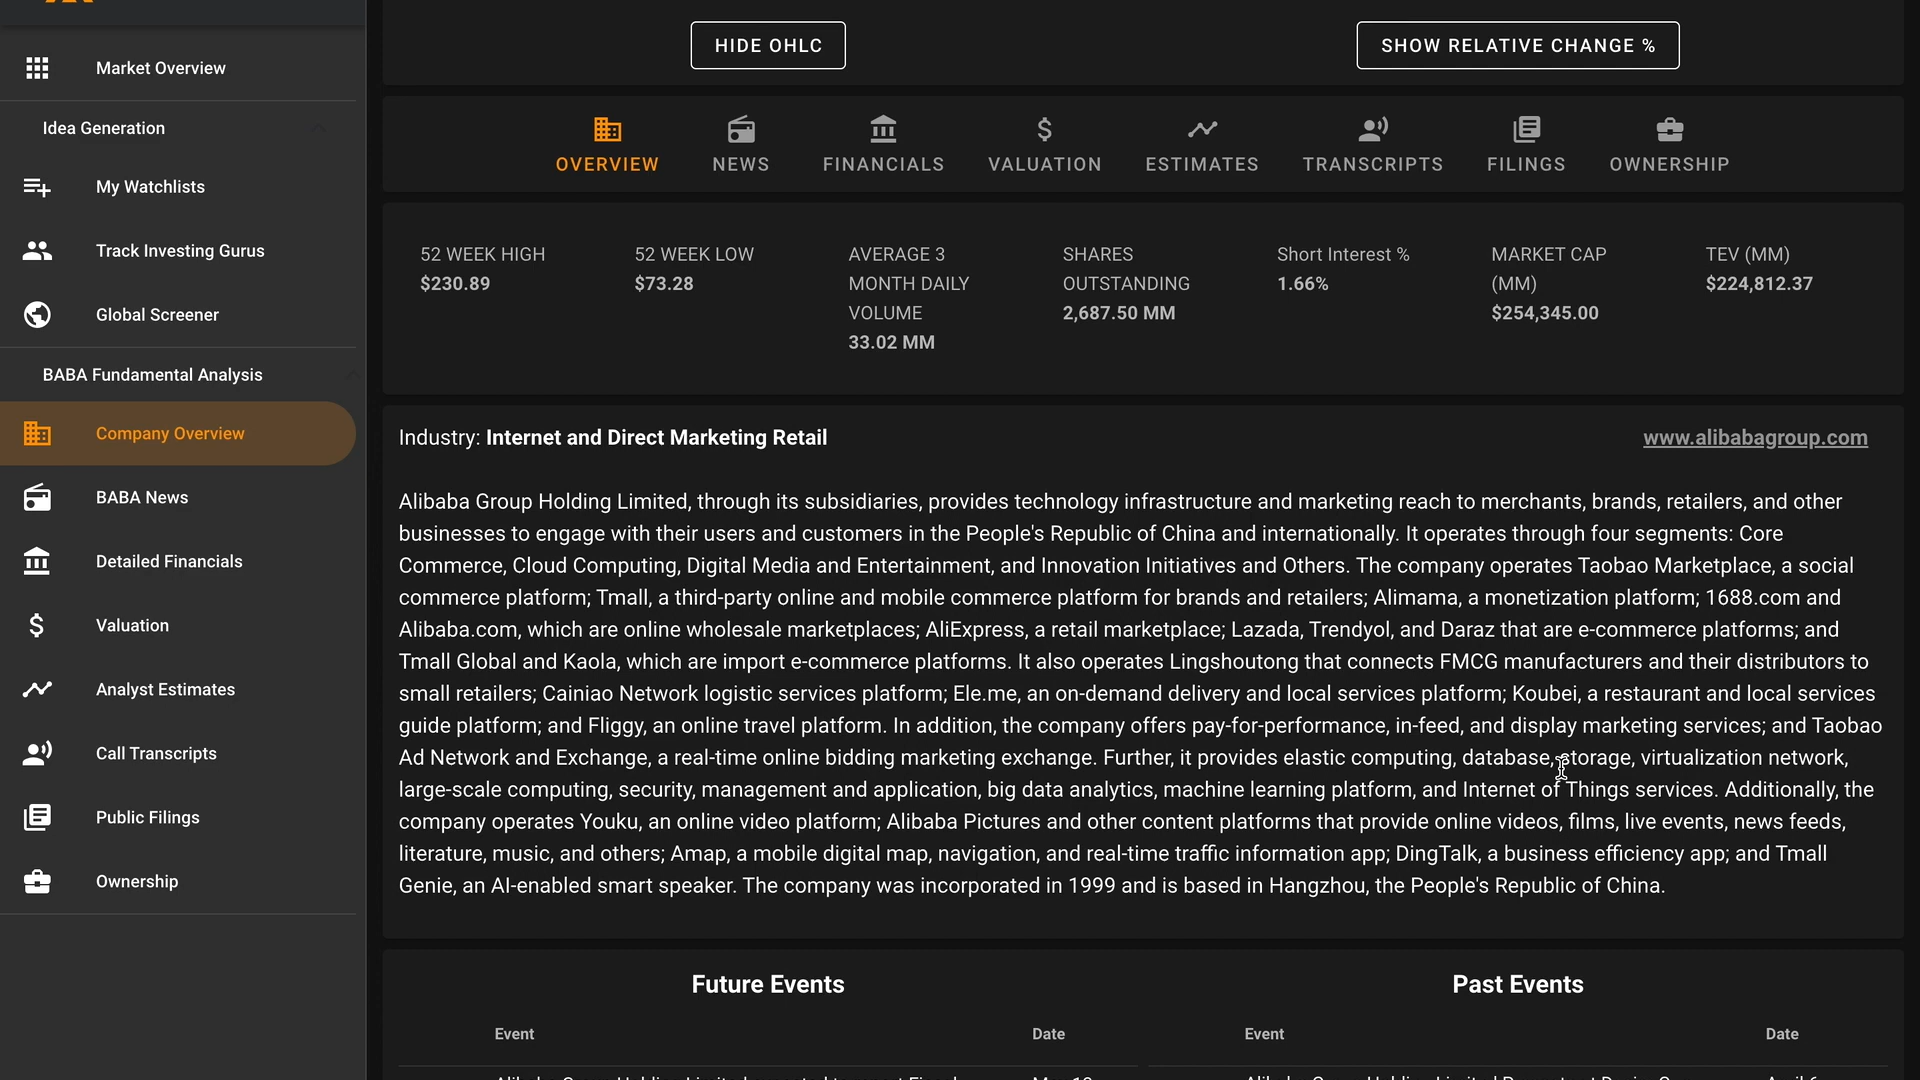 HIDE OHLC
SHOW RELATIVE CHANGE %
Market Overview
Idea Generation
My Watchlists
Track Investing Gurus
Global Screener
BABA Fundamental Analysis
Company Overview
BABA News
Detailed Financials
Valuation
Analyst Estimates
Call Transcripts
Public Filings
Ownership
OVERVIEW
NEWS
FINANCIALS
VALUATION
ESTIMATES
TRANSCRIPTS
FILINGS
OWNERSHIP
52 WEEK HIGH
$230.89
52 WEEK LOW
$73.28
AVERAGE 3
MONTH DAILY
VOLUME
33.02 MM
SHARES
OUTSTANDING
2,687.50 MM
Short Interest %
1.66%
MARKET CAP
(MM)
$254,345.00
TEV (MM)
$224,812.37
Industry: Internet and Direct Marketing Retail
www.alibabagroup.com
Alibaba Group Holding Limited, through its subsidiaries, provides technology infrastructure and marketing reach to merchants, brands, retailers, and other
businesses to engage with their users and customers in the People's Republic of China and internationally. It operates through four segments: Core
Commerce, Cloud Computing, Digital Media and Entertainment, and Innovation Initiatives and Others. The company operates Taobao Marketplace, a social
commerce platform; Tmall, a third-party online and mobile commerce platform for brands and retailers; Alimama, a monetization platform; 1688.com and
Alibaba.com, which are online wholesale marketplaces; AliExpress, a retail marketplace; Lazada, Trendyol, and Daraz that are e-commerce platforms; and
Tmall Global and Kaola, which are import e-commerce platforms. It also operates Lingshoutong that connects FMCG manufacturers and their distributors to
small retailers; Cainiao Network logistic services platform; Ele.me, an on-demand delivery and local services platform; Koubei, a restaurant and local services
guide platform; and Fliggy, an online travel platform. In addition, the company offers pay-for-performance, in-feed, and display marketing services; and Taobao
Ad Network and Exchange, a real-time online bidding marketing exchange. Further, it provides elastic computing, database, storage, virtualization network,
large-scale computing, security, management and application, big data analytics, machine learning platform, and Internet of Things services. Additionally, the
company operates Youku, an online video platform; Alibaba Pictures and other content platforms that provide online videos, films, live events, news feeds,
literature, music, and others; Amap, a mobile digital map, navigation, and real-time traffic information app; DingTalk, a business efficiency app; and Tmall
Genie, an AI-enabled smart speaker. The company was incorporated in 1999 and is based in Hangzhou, the People's Republic of China.
Future Events
Event
Date
Past Events
Event
Date